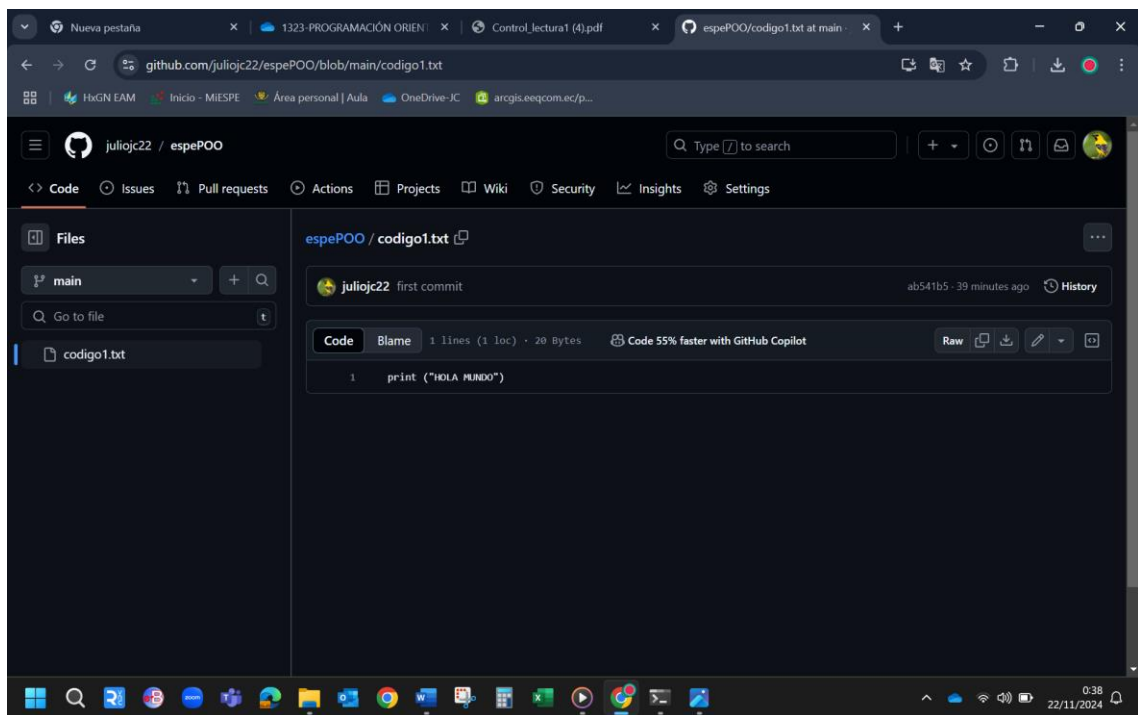 Nueva pestaña
1323-PROGRAMACIÓN ORIENT
Control_lectura1 (4).pdf
espePOO/codigo1.txt at main ·
github.com/juliojc22/espePOO/blob/main/codigo1.txt
HxGN EAM
Inicio - MiESPE
Área personal | Aula
OneDrive-JC
arcgis.eeqcom.ec/p...
juliojc22 / espePOO
Type / to search
Code
Issues
Pull requests
Actions
Projects
Wiki
Security
Insights
Settings
Files
espePOO / codigo1.txt
main
juliojc22 first commit
ab541b5 · 39 minutes ago
History
Go to file
t
codigo1.txt
Code
Blame
1 lines (1 loc) · 20 Bytes
Code 55% faster with GitHub Copilot
Raw
1 print ("HOLA MUNDO")
zoom
0:38
22/11/2024